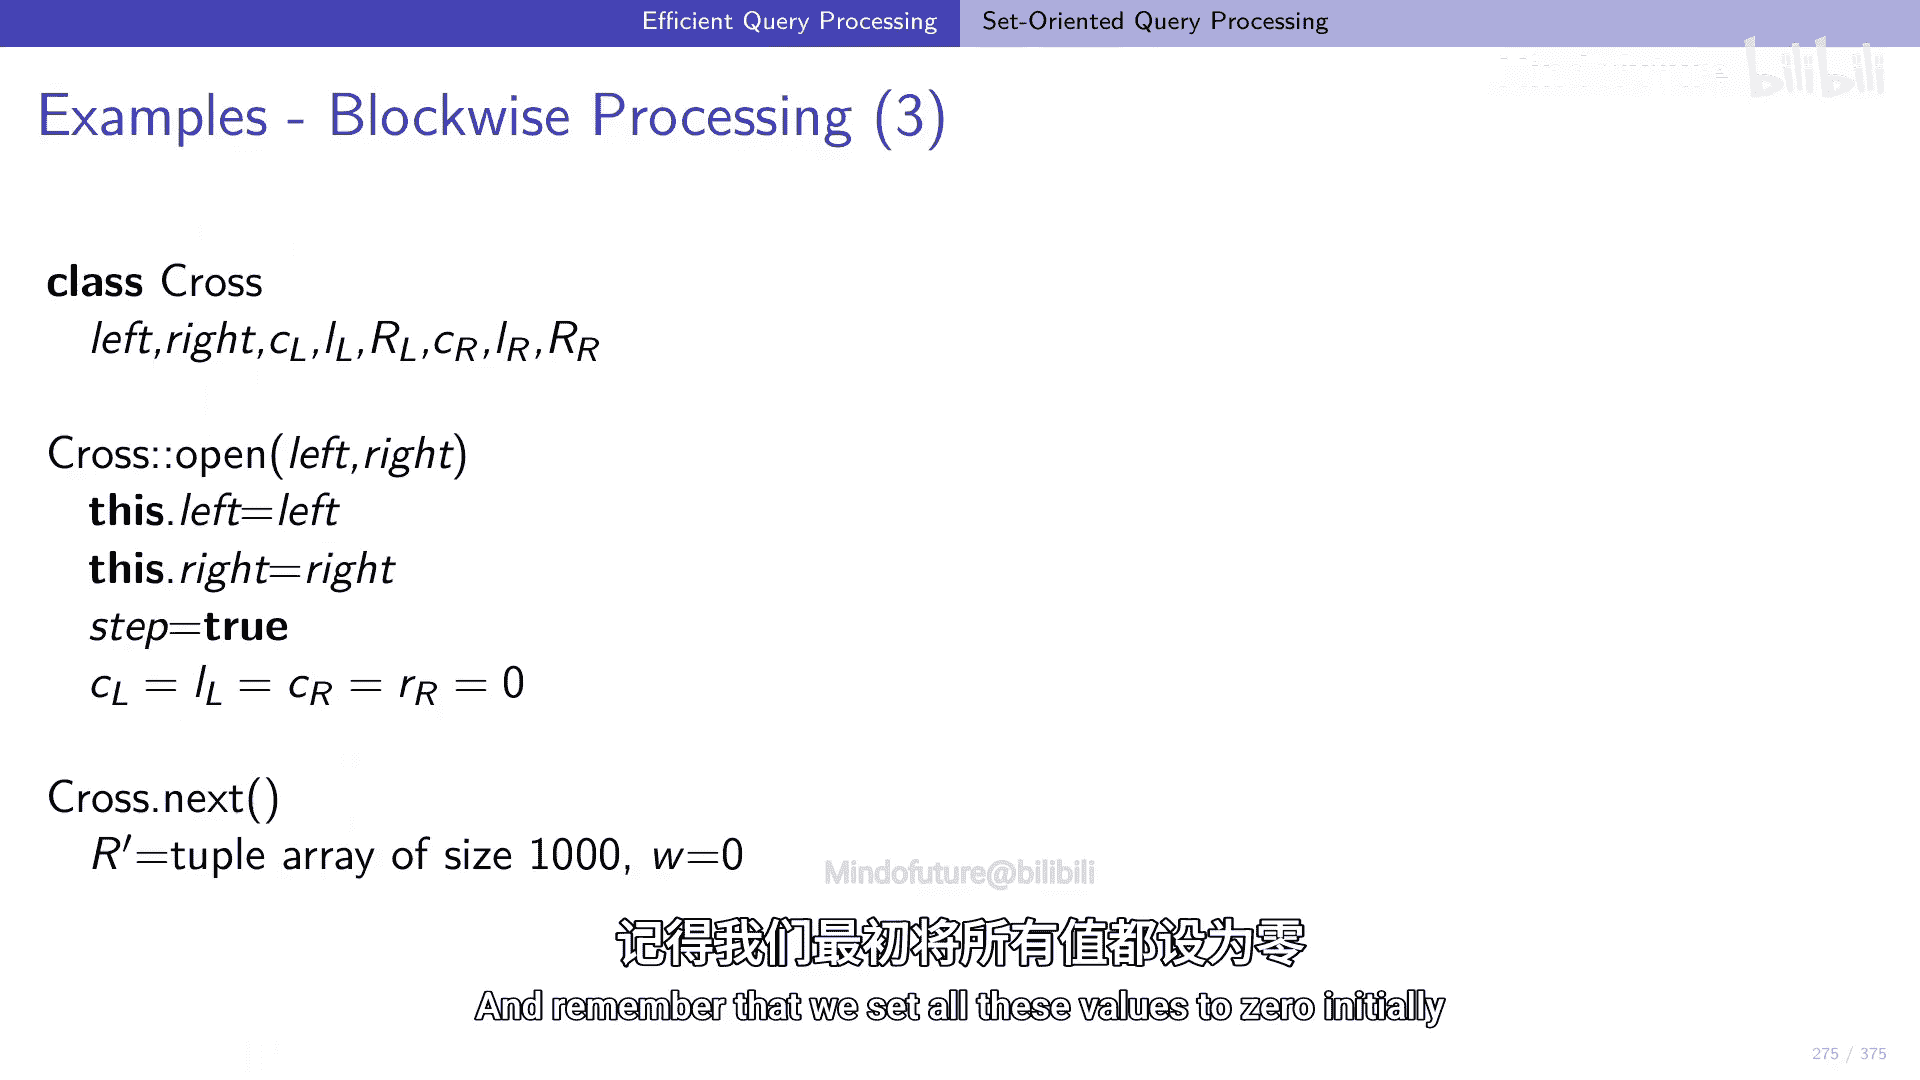 Efficient Query Processing Set-Oriented Query Processing
bilibili
Examples - Blockwise Processing (3)
class Cross
left,right,c_L,l_L,R_L,c_R,l_R,R_R
Cross::open(left,right)
this.left=left
this.right=right
step=true
c_L = l_L = c_R = r_R = 0
Cross.next()
R′=tuple array of size 1000, w=0
Mindofuture@bilibili
记得我们最初将所有值都设为零
And remember that we set all these values to zero initially
275 / 375